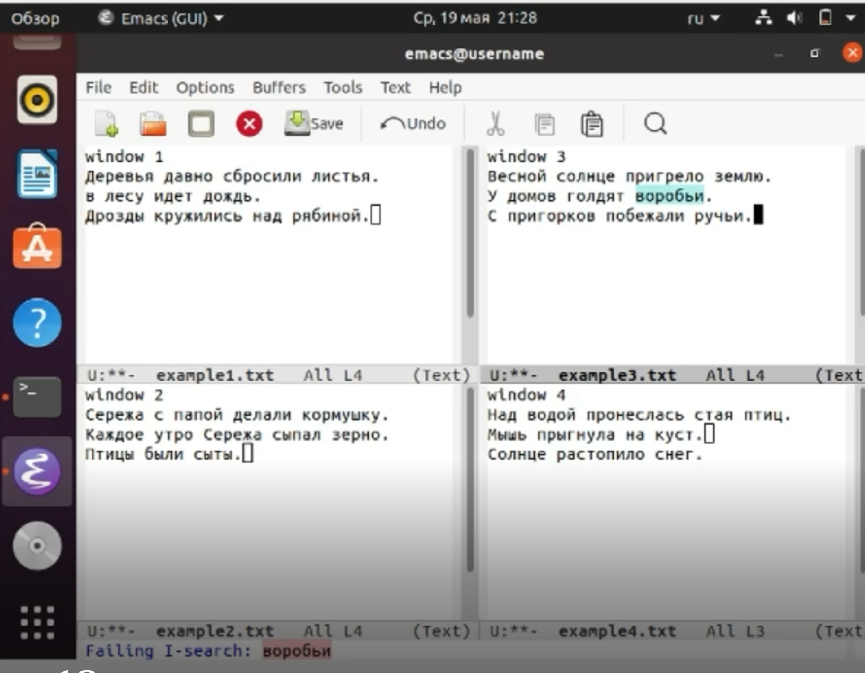 Обзор
Emacs (GUI)
Ср, 19 мая 21:28
ru
emacs@username
File Edit Options Buffers Tools Text Help
Save
Undo
window 1
Деревья давно сбросили листья.
в лесу идет дождь.
Дрозды кружились над рябиной.
U:**- example1.txt All L4 (Text)
window 3
Весной солнце пригрело землю.
У домов голдят воробьи.
С пригорков побежали ручьи.
U:**- example3.txt All L4 (Text
window 2
Сережа с папой делали кормушку.
Каждое утро Сережа сыпал зерно.
Птицы были сыты.
U:**- example2.txt All L4 (Text)
window 4
Над водой пронеслась стая птиц.
Мышь прыгнула на куст.
Солнце растопило снег.
U:**- example4.txt All L3 (Text
Failing I-search: воробьи